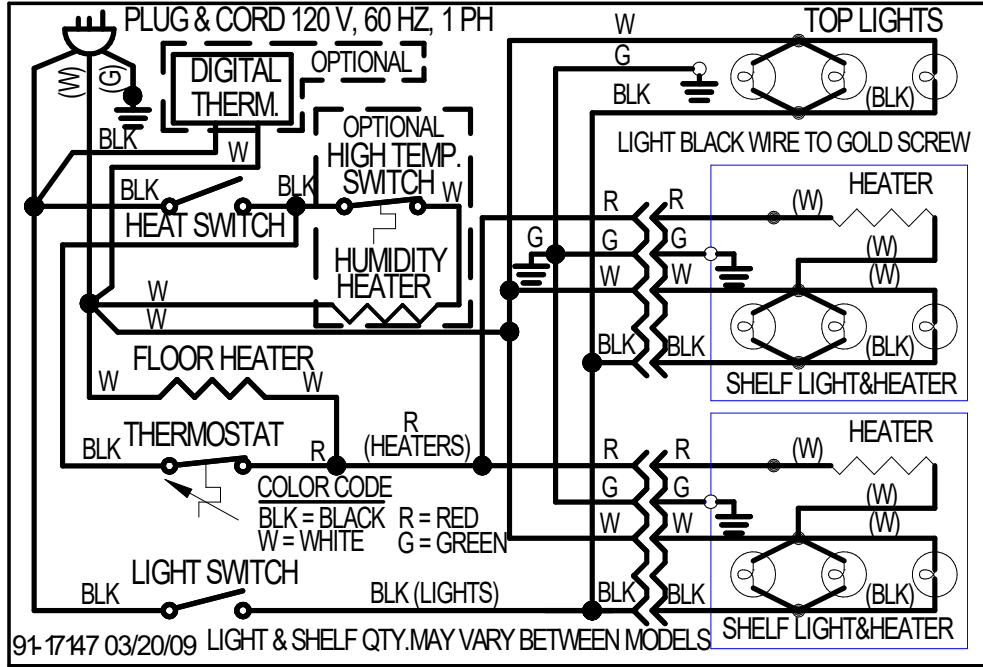 PLUG & CORD 120 V, 60 HZ, 1 PH
W
TOP LIGHTS
(W)
(G)
DIGITAL
THERM.
OPTIONAL
G
BLK
(BLK)
BLK
W
OPTIONAL
HIGH TEMP.
SWITCH
LIGHT BLACK WIRE TO GOLD SCREW
BLK
BLK
W
HEAT SWITCH
R
R
(W)
HEATER
G
G
G
(W)
HUMIDITY
HEATER
W
W
(W)
W
W
BLK
BLK
(BLK)
FLOOR HEATER
W
W
SHELF LIGHT&HEATER
THERMOSTAT
BLK
R
R
(HEATERS)
R
R
(W)
HEATER
COLOR CODE
BLK = BLACK R = RED
W = WHITE G = GREEN
G
G
(W)
W
W
(W)
LIGHT SWITCH
BLK
BLK (LIGHTS)
BLK
BLK
(BLK)
SHELF LIGHT&HEATER
91-17147 03/20/09 LIGHT & SHELF QTY.MAY VARY BETWEEN MODELS